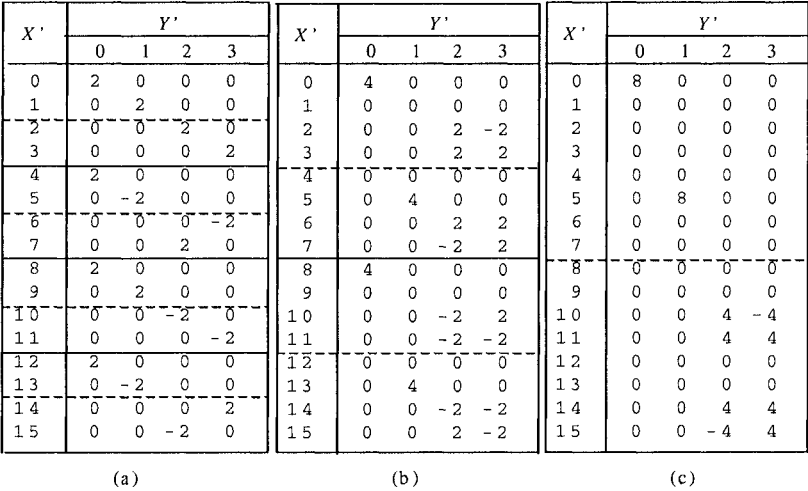 X' Y' X' Y' X' Y'
0 1 2 3 0 1 2 3 0 1 2 3
0 2 0 0 0 0 4 0 0 0 0 8 0 0 0
1 0 2 0 0 1 0 0 0 0 1 0 0 0 0
2 0 0 2 0 2 0 0 2 -2 2 0 0 0 0
3 0 0 0 2 3 0 0 2 2 3 0 0 0 0
4 2 0 0 0 4 0 0 0 0 4 0 0 0 0
5 0 -2 0 0 5 0 4 0 0 5 0 8 0 0
6 0 0 0 -2 6 0 0 2 2 6 0 0 0 0
7 0 0 2 0 7 0 0 -2 2 7 0 0 0 0
8 2 0 0 0 8 4 0 0 0 8 0 0 0 0
9 0 2 0 0 9 0 0 0 0 9 0 0 0 0
10 0 0 -2 0 10 0 0 -2 2 10 0 0 4 -4
11 0 0 0 -2 11 0 0 -2 -2 11 0 0 4 4
12 2 0 0 0 12 0 0 0 0 12 0 0 0 0
13 0 -2 0 0 13 0 4 0 0 13 0 0 0 0
14 0 0 0 2 14 0 0 -2 -2 14 0 0 4 4
15 0 0 -2 0 15 0 0 2 -2 15 0 0 -4 4
(a) (b) (c)